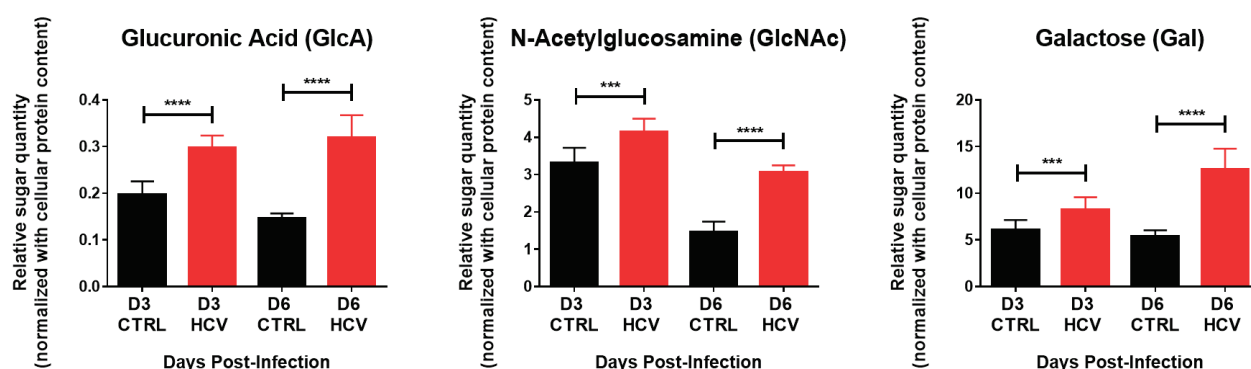 Glucuronic Acid (GlcA)
Relative sugar quantity
(normalized with cellular protein content)
0.4
0.3
0.2
0.1
0.0
****
****
D3 D3 D6 D6
CTRL HCV CTRL HCV
Days Post-Infection
N-Acetylglucosamine (GlcNAc)
Relative sugar quantity
(normalized with cellular protein content)
5
4
3
2
1
0
***
****
D3 D3 D6 D6
CTRL HCV CTRL HCV
Days Post-Infection
Galactose (Gal)
Relative sugar quantity
(normalized with cellular protein content)
20
15
10
5
0
***
****
D3 D3 D6 D6
CTRL HCV CTRL HCV
Days Post-Infection